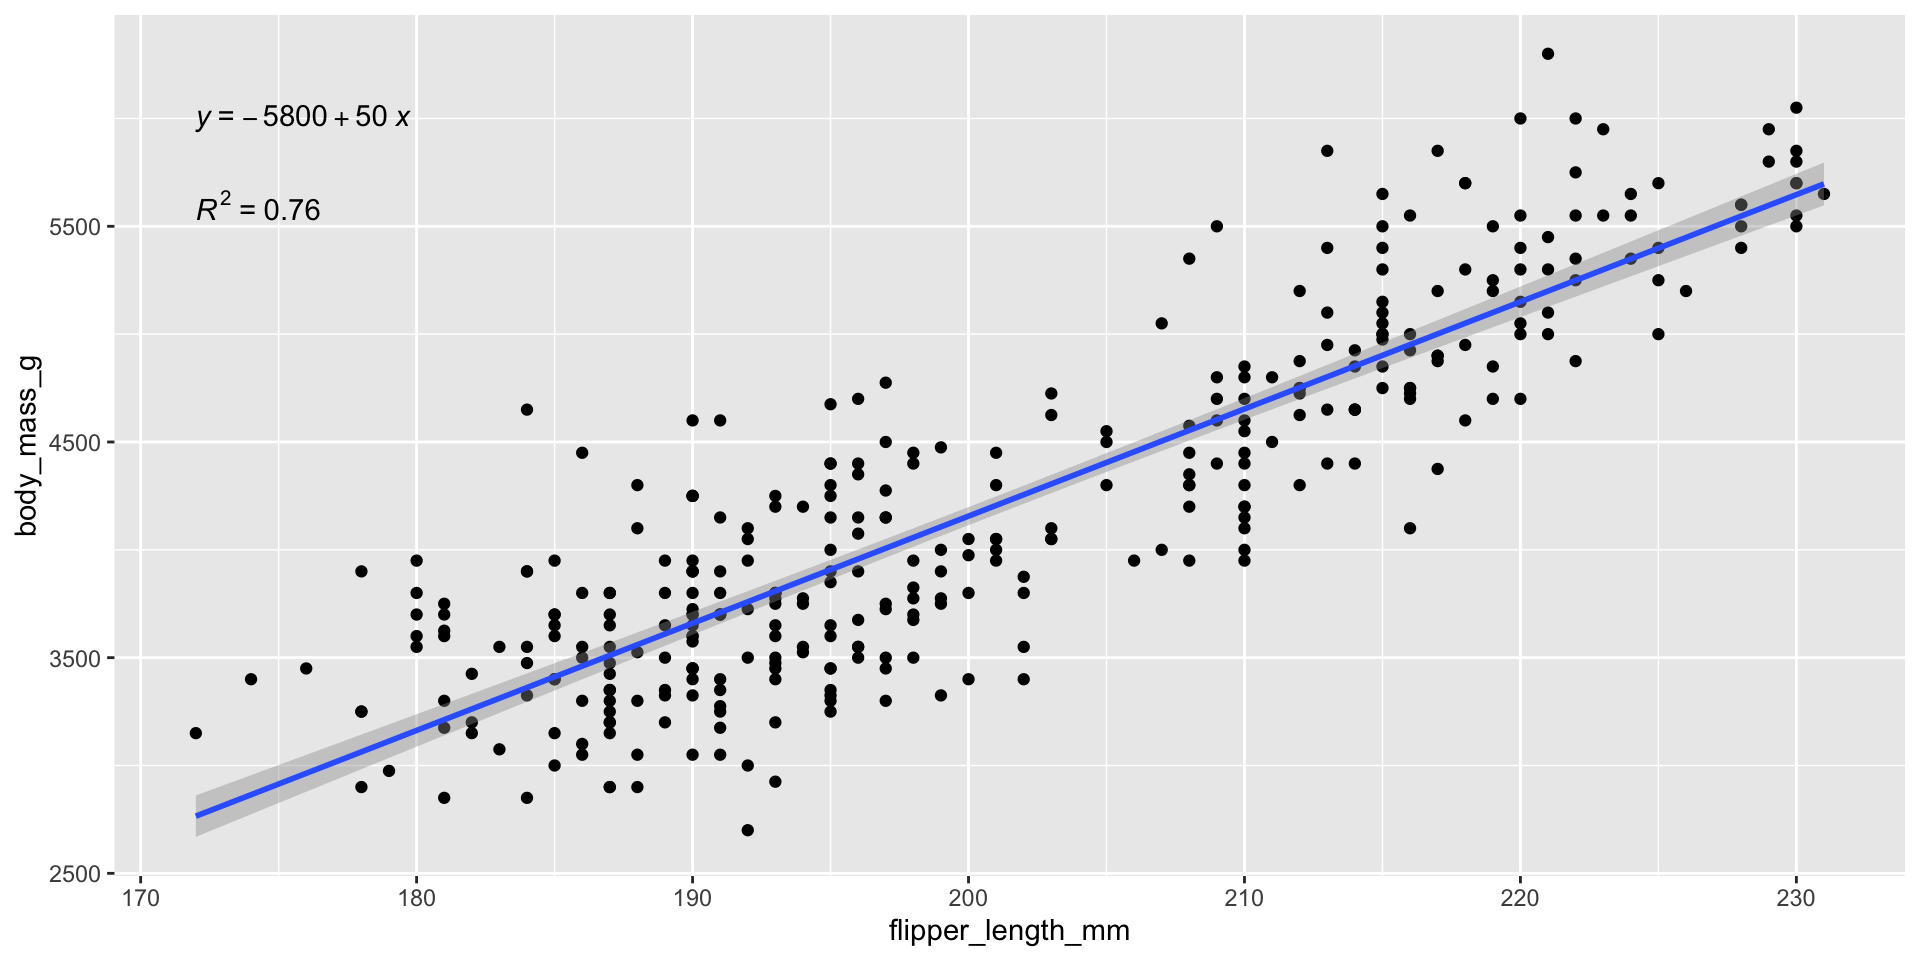 y = −5800 + 50 x
R² = 0.76
5500
4500
3500
2500
body_mass_g
170 180 190 200 210 220 230
flipper_length_mm